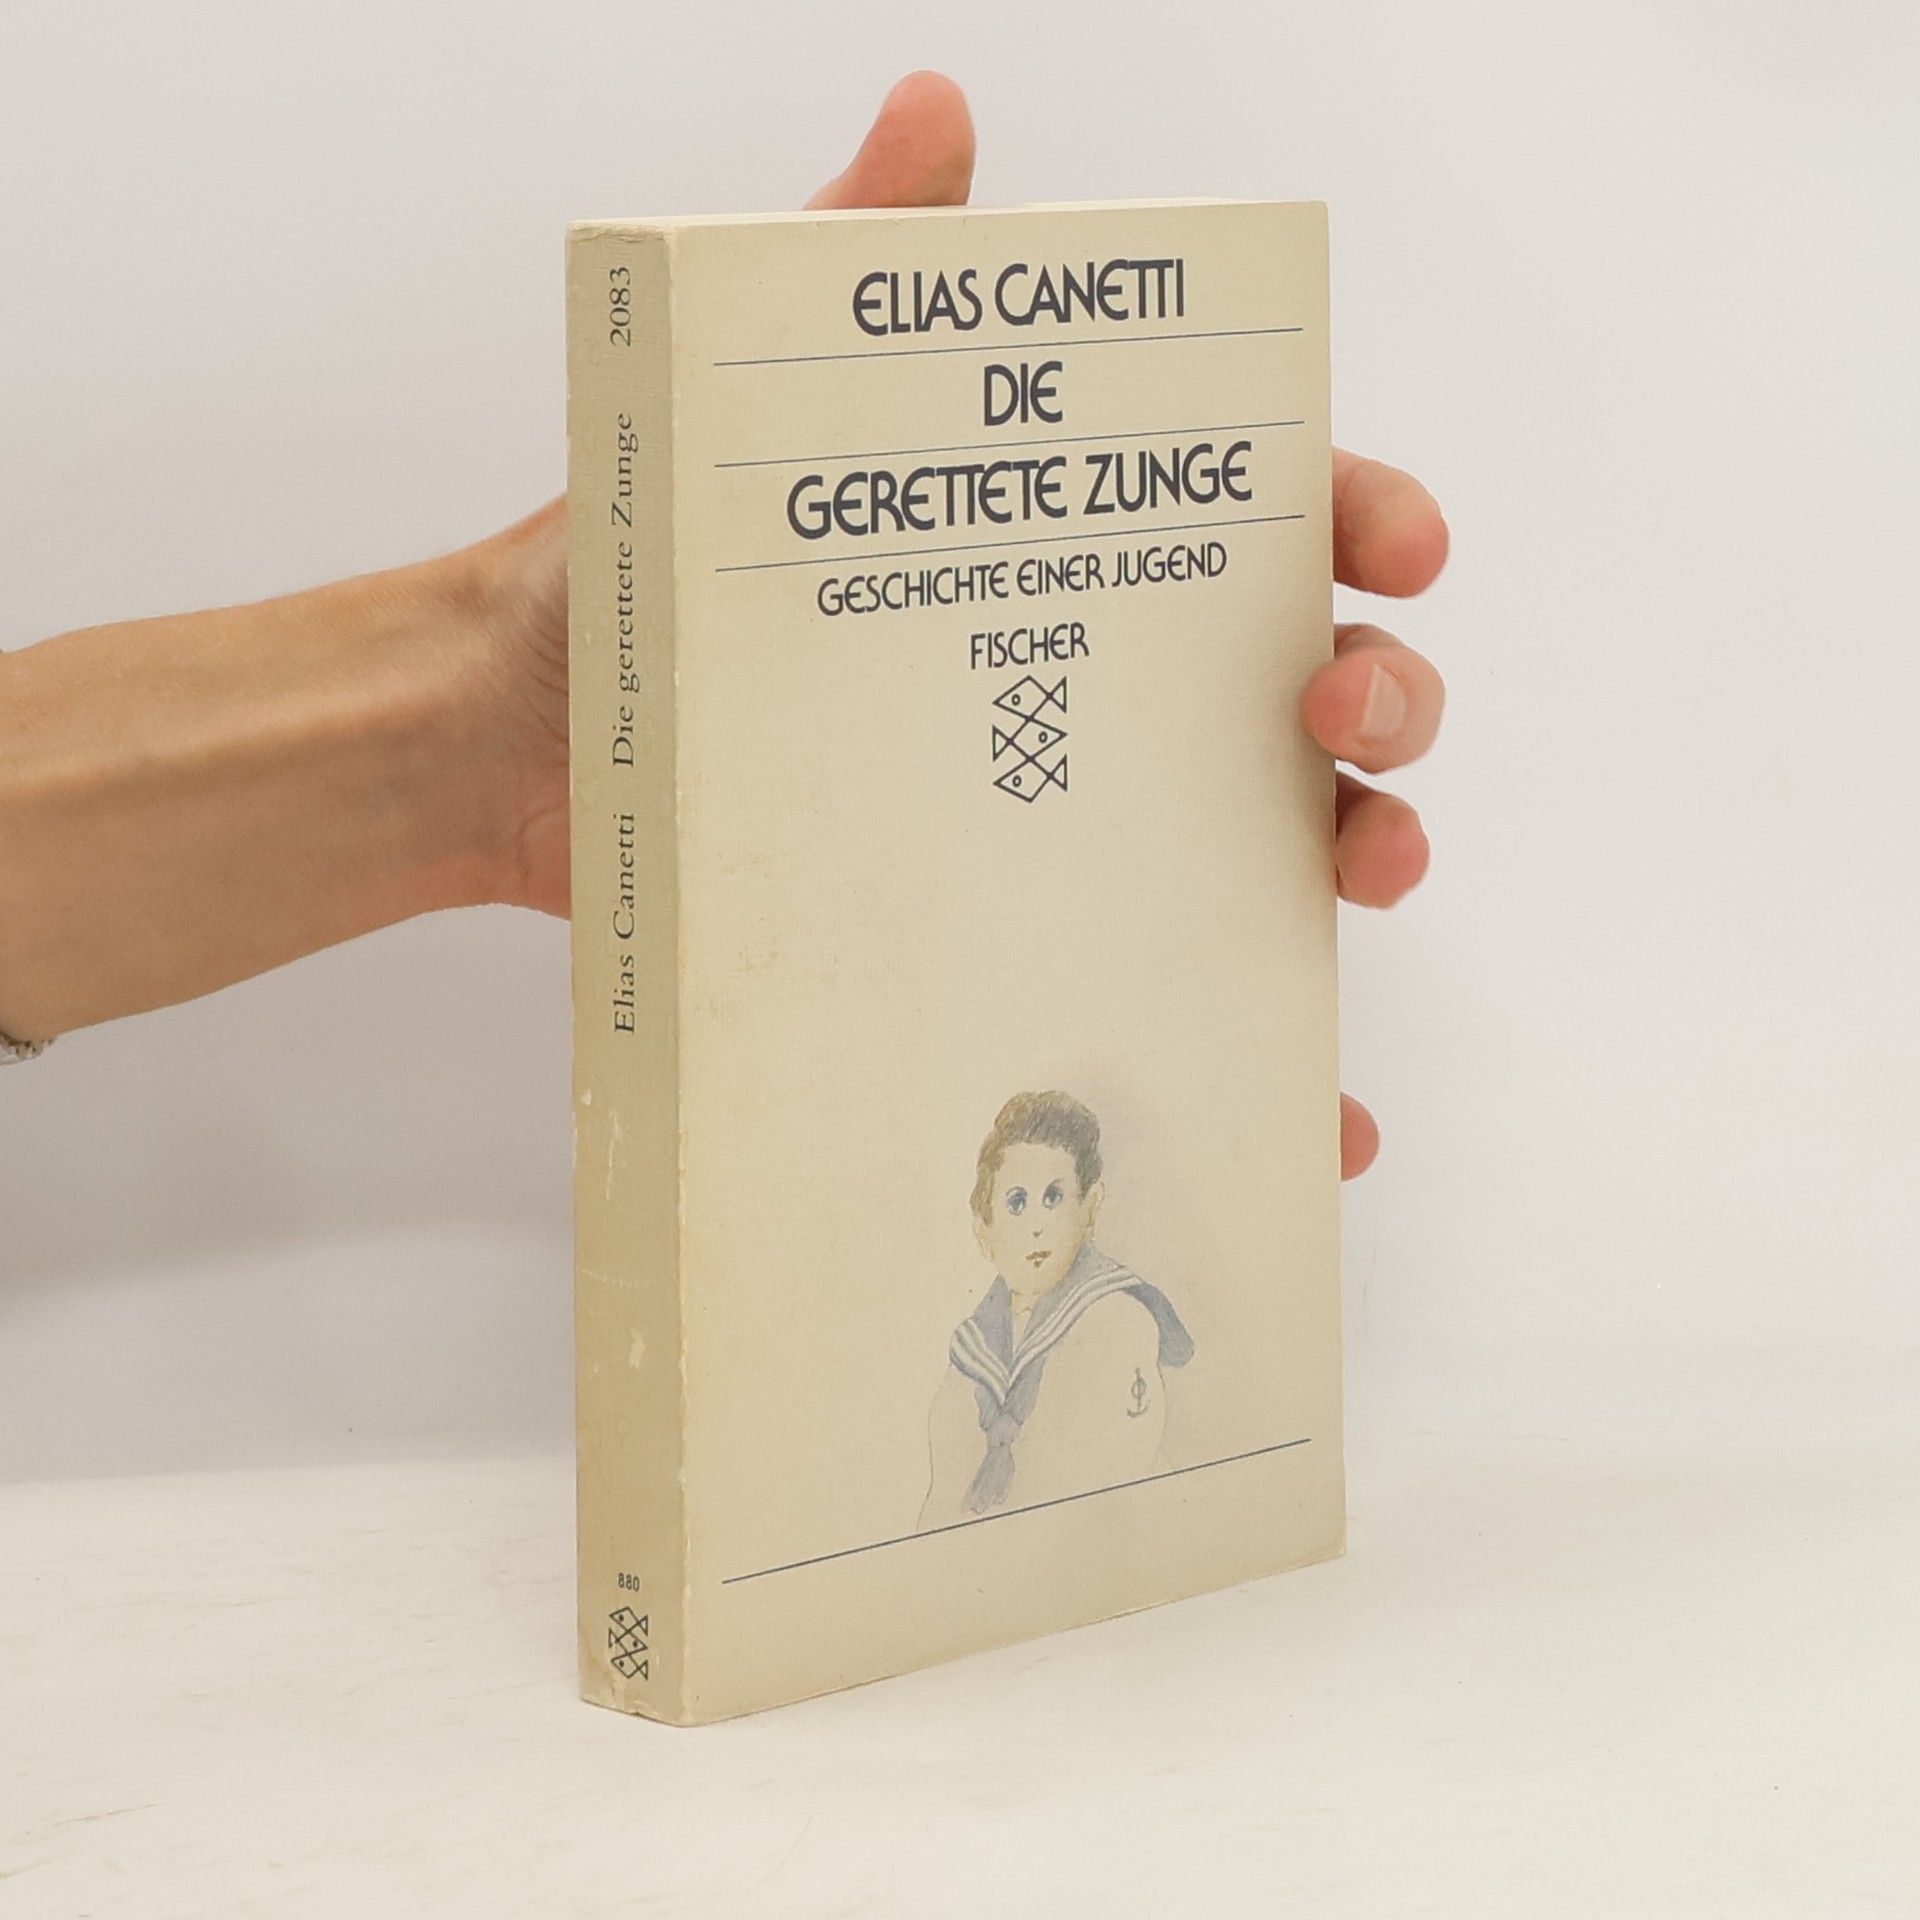 ELIAS CANETTI
DIE
GERETTETE ZUNGE
GESCHICHTE EINER JUGEND
FISCHER
Elias Canetti Die gerettete Zunge 2083
880